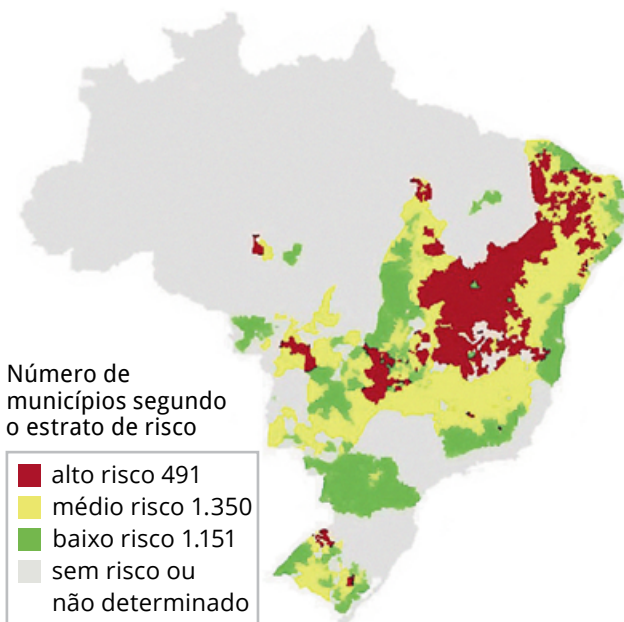 Número de
municípios segundo
o estrato de risco
alto risco 491
médio risco 1.350
baixo risco 1.151
sem risco ou
não determinado